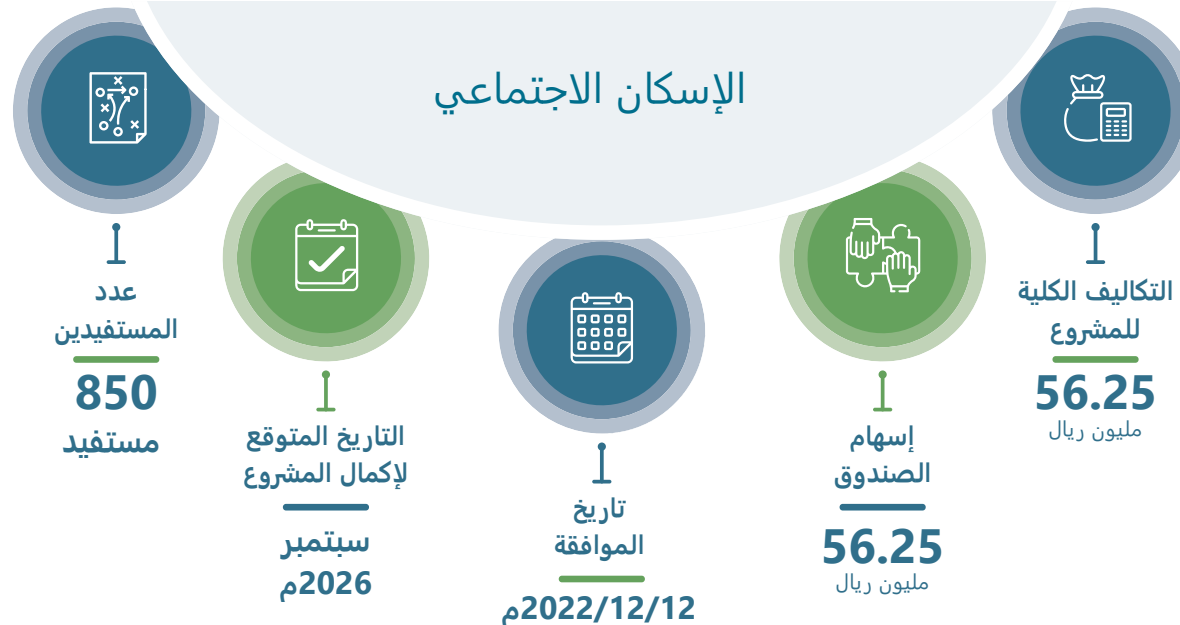 الإسكان الاجتماعي
التكاليف الكلية
للمشروع
56.25
مليون ريال
إسهام
الصندوق
56.25
مليون ريال
تاريخ
الموافقة
2022/12/12م
التاريخ المتوقع
لإكمال المشروع
سبتمبر
2026م
عدد
المستفيدين
850
مستفيد